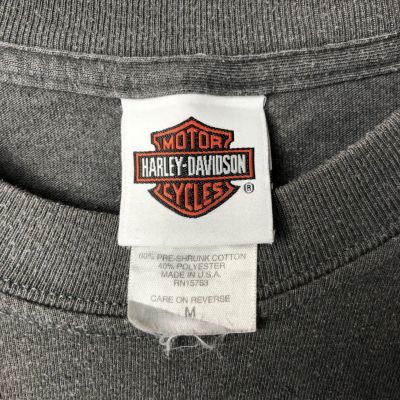 MOTOR
HARLEY-DAVIDSON
CYCLES
®
60% PRE-SHRUNK COTTON
40% POLYESTER
MADE IN U.S.A.
RN15763
CARE ON REVERSE
M